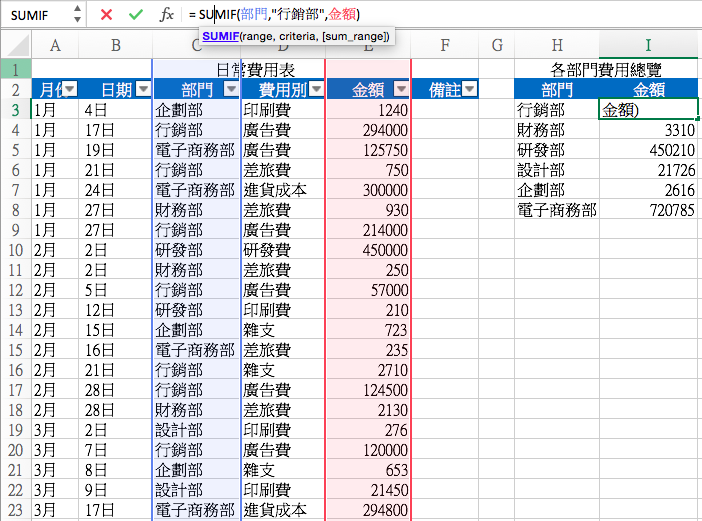 SUMIF fx =SUMIF(部門,"行銷部",金額)
SUMIF(range, criteria, [sum_range])
A B C D E F G H I
1 日常費用表 各部門費用總覽
2 月份 日期 部門 費用別 金額 備註 部門 金額
3 1月 4日 企劃部 印刷費 1240 行銷部 金額)
4 1月 17日 行銷部 廣告費 294000 財務部 3310
5 1月 19日 電子商務部 廣告費 125750 研發部 450210
6 1月 21日 行銷部 差旅費 750 設計部 21726
7 1月 24日 電子商務部 進貨成本 300000 企劃部 2616
8 1月 27日 財務部 差旅費 930 電子商務部 720785
9 1月 27日 行銷部 廣告費 214000
10 2月 2日 研發部 研發費 450000
11 2月 2日 財務部 差旅費 250
12 2月 5日 行銷部 廣告費 57000
13 2月 12日 研發部 印刷費 210
14 2月 15日 企劃部 雜支 723
15 2月 16日 電子商務部 差旅費 235
16 2月 21日 行銷部 雜支 2710
17 2月 28日 行銷部 廣告費 124500
18 2月 28日 財務部 差旅費 2130
19 3月 2日 設計部 印刷費 276
20 3月 7日 行銷部 廣告費 120000
21 3月 8日 企劃部 雜支 653
22 3月 9日 設計部 印刷費 21450
23 3月 17日 電子商務部 進貨成本 294800